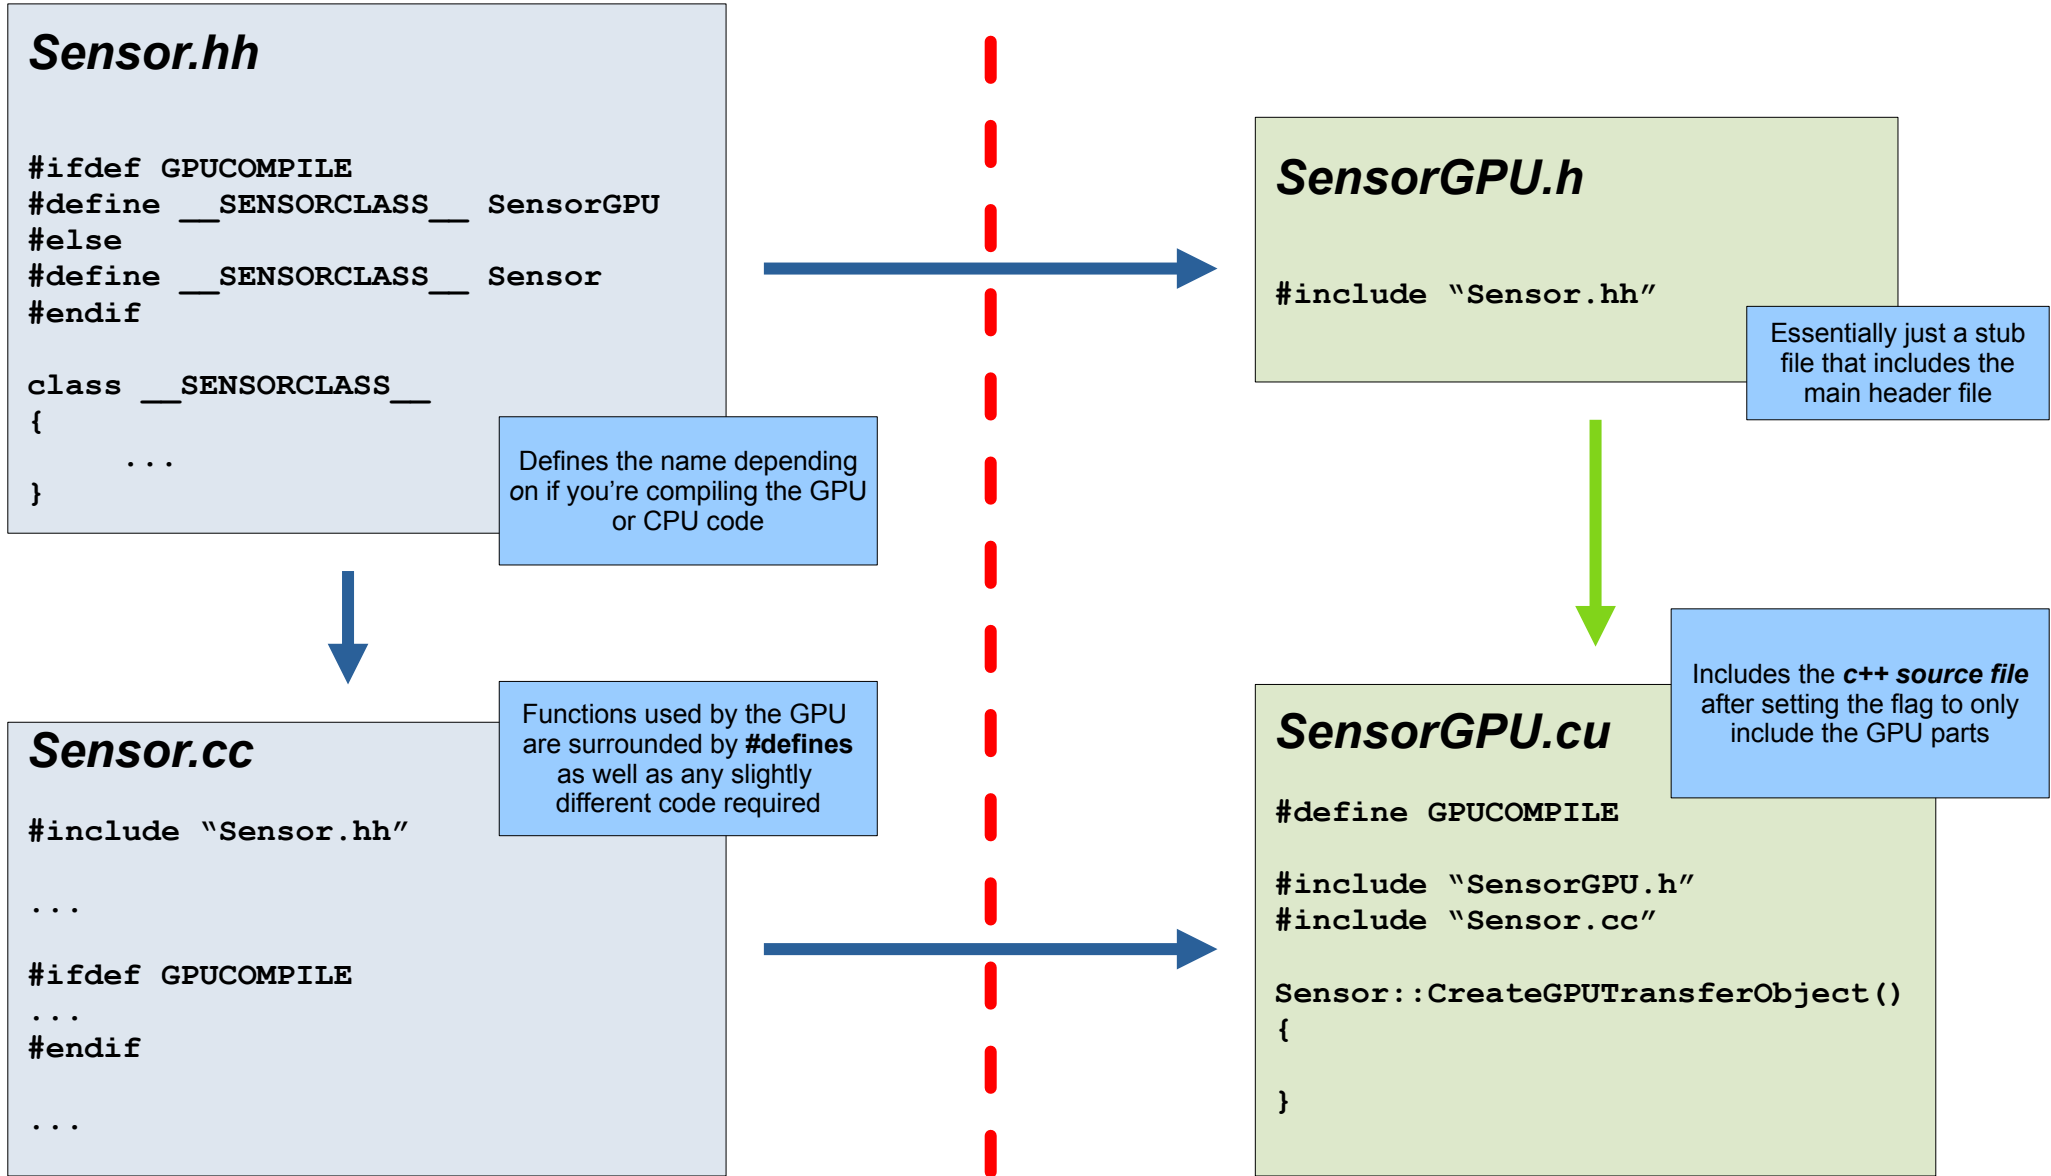 Sensor.hh
#ifdef GPUCOMPILE
#define __SENSORCLASS__ SensorGPU
#else
#define __SENSORCLASS__ Sensor
#endif
class __SENSORCLASS__
{
...
}
Defines the name depending
on if you’re compiling the GPU
or CPU code
Sensor.cc
#include “Sensor.hh”
...
#ifdef GPUCOMPILE
...
#endif
...
Functions used by the GPU
are surrounded by #defines
as well as any slightly
different code required
SensorGPU.h
#include “Sensor.hh”
Essentially just a stub
file that includes the
main header file
SensorGPU.cu
#define GPUCOMPILE
#include “SensorGPU.h”
#include “Sensor.cc”
Sensor::CreateGPUTransferObject()
{
}
Includes the c++ source file
after setting the flag to only
include the GPU parts